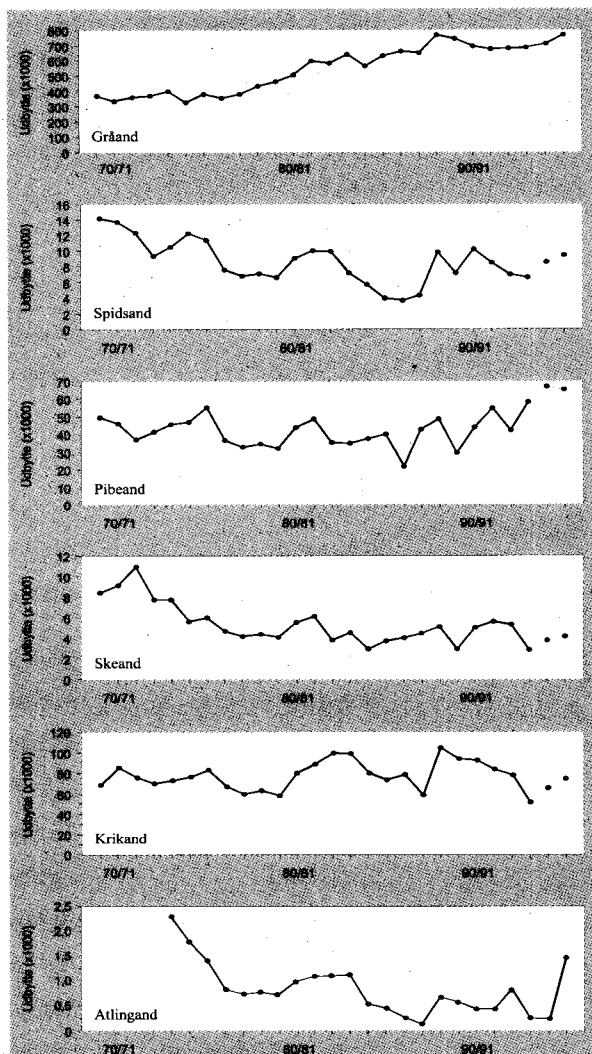 Udbytte (x1000)
800
700
600
500
400
300
200
100
0
Gråand
70/71 80/81 90/91
Udbytte (x1000)
16
14
12
10
8
6
4
2
0
Spidsand
70/71 80/81 90/91
Udbytte (x1000)
70
60
50
40
30
20
10
0
Pibeand
70/71 80/81 90/91
Udbytte (x1000)
12
10
8
6
4
2
0
Skeand
70/71 80/81 90/91
Udbytte (x1000)
120
100
80
60
40
20
0
Krikand
70/71 80/81 90/91
Udbytte (x1000)
2,5
2,0
1,5
1,0
0,5
0
Atlingand
70/71 80/81 90/91